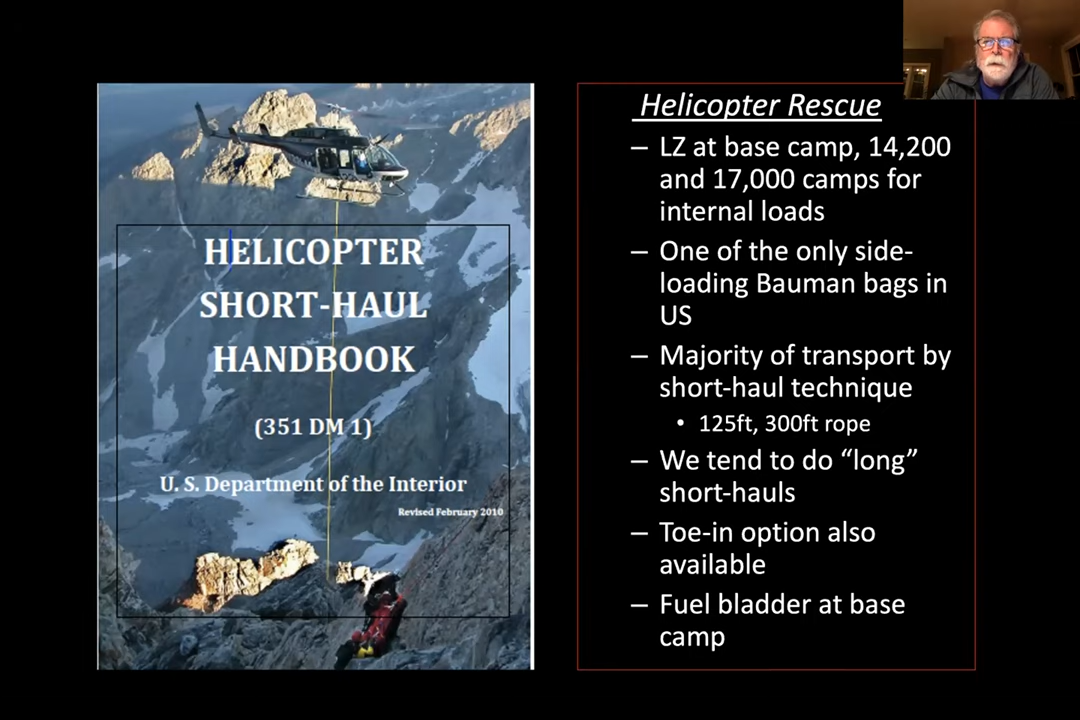 HELICOPTER
SHORT-HAUL
HANDBOOK
(351 DM 1)
U. S. Department of the Interior
Revised February 2010
Helicopter Rescue
– LZ at base camp, 14,200
and 17,000 camps for
internal loads
– One of the only side-
loading Bauman bags in
US
– Majority of transport by
short-haul technique
• 125ft, 300ft rope
– We tend to do “long”
short-hauls
– Toe-in option also
available
– Fuel bladder at base
camp